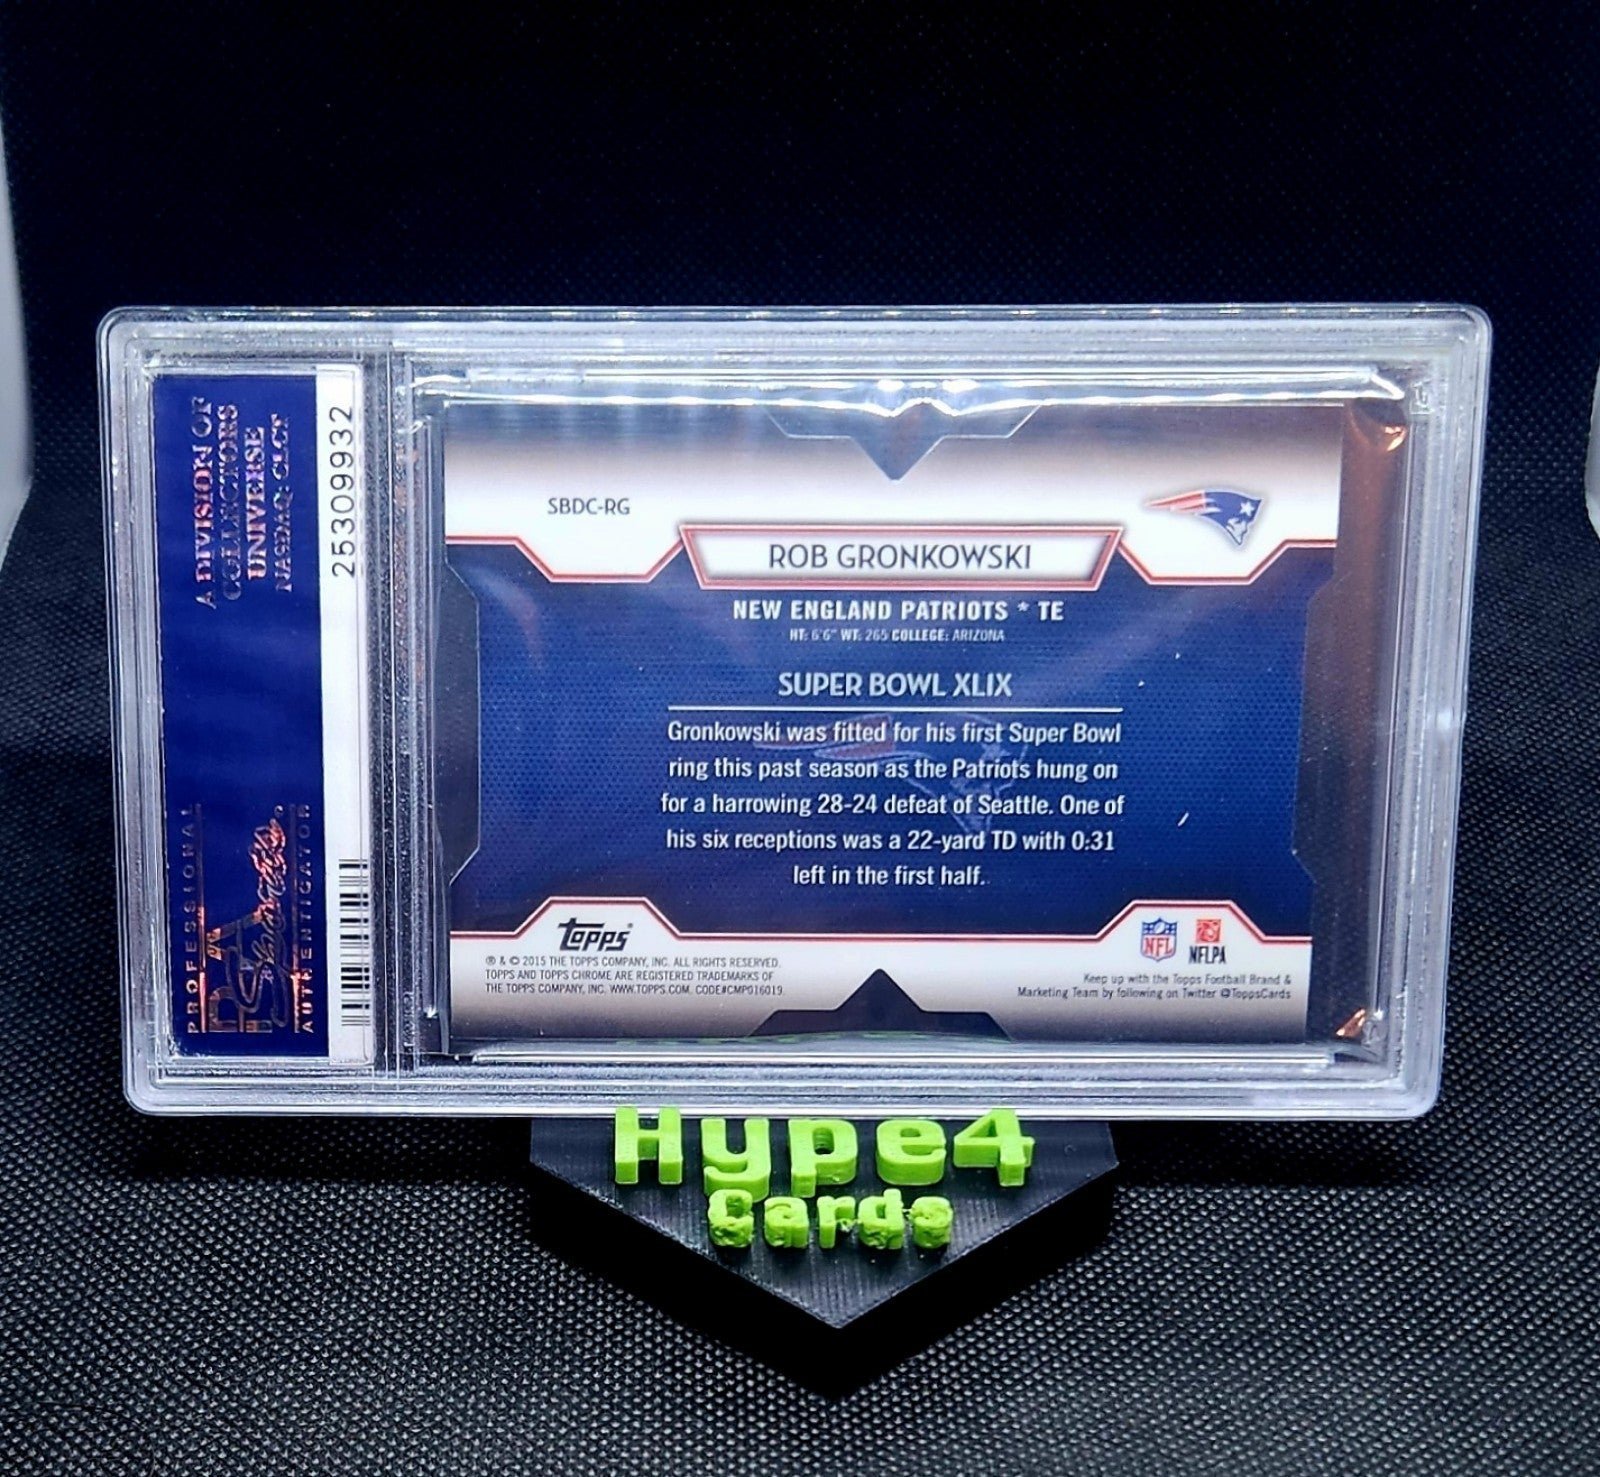 A DIVISION OF
COLLECTORS
UNIVERSE
NASDAQ: CLCT
25309932
PROFESSIONAL
PSA
Sports
AUTHENTICATOR
SBDC-RG
ROB GRONKOWSKI
NEW ENGLAND PATRIOTS * TE
HT: 6'6" WT: 265 COLLEGE: ARIZONA
SUPER BOWL XLIX
Gronkowski was fitted for his first Super Bowl
ring this past season as the Patriots hung on
for a harrowing 28-24 defeat of Seattle. One of
his six receptions was a 22-yard TD with 0:31
left in the first half.
Topps®
® & © 2015 THE TOPPS COMPANY, INC. ALL RIGHTS RESERVED.
TOPPS AND TOPPS CHROME ARE REGISTERED TRADEMARKS OF
THE TOPPS COMPANY, INC. WWW.TOPPS.COM. CODE#CMP016019.
NFL
NFLPA
Keep up with the Topps Football Brand &
Marketing Team by following on Twitter @ToppsCards
Hype4
Cards